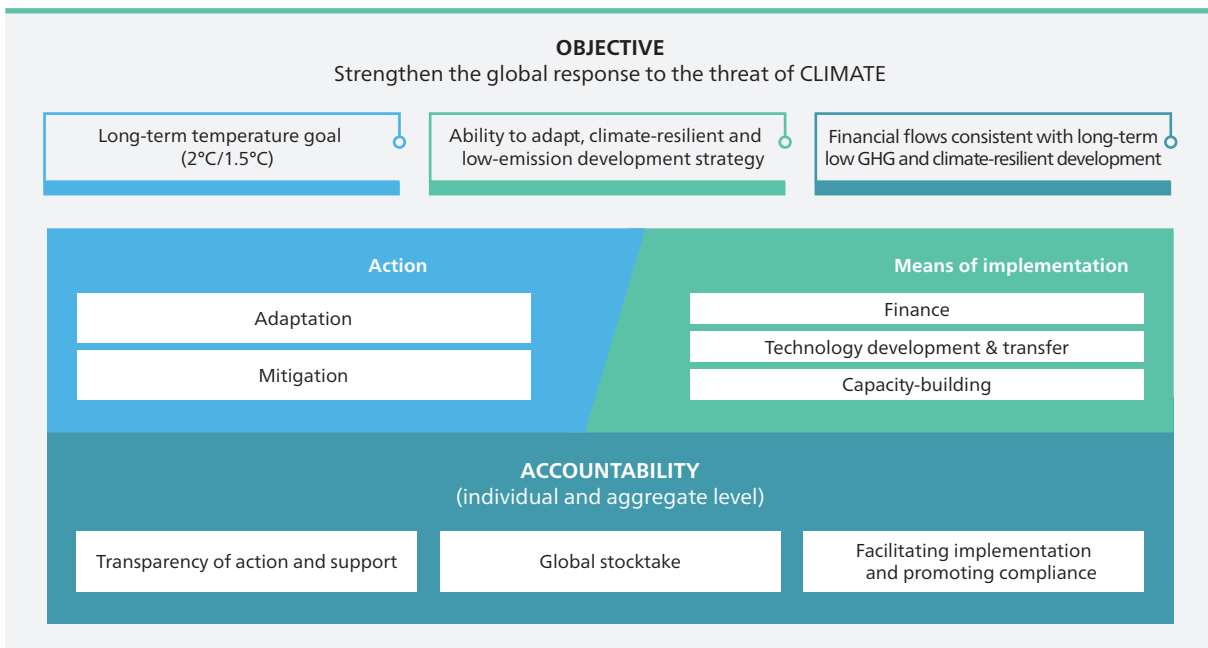 OBJECTIVE
Strengthen the global response to the threat of CLIMATE
Long-term temperature goal
(2°C/1.5°C)
Ability to adapt, climate-resilient and
low-emission development strategy
Financial flows consistent with long-term
low GHG and climate-resilient development
Action
Adaptation
Mitigation
Means of implementation
Finance
Technology development & transfer
Capacity-building
ACCOUNTABILITY
(individual and aggregate level)
Transparency of action and support
Global stocktake
Facilitating implementation
and promoting compliance